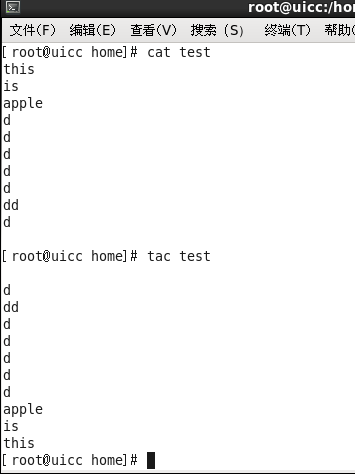 root@uicc:/ho
文件(F) 编辑(E) 查看(V) 搜索 (S) 终端(T) 帮助(
[root@uicc home]# cat test
this
is
apple
d
d
d
d
d
dd
d
[root@uicc home]# tac test
d
dd
d
d
d
d
d
apple
is
this
[root@uicc home]#